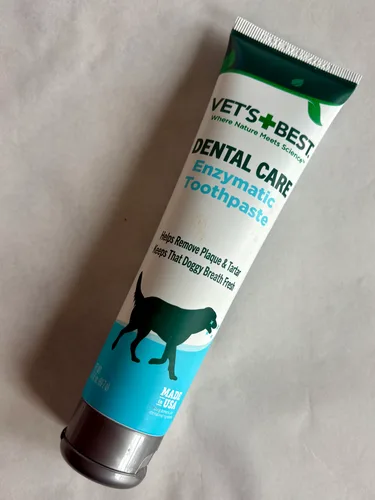 VET'S+BEST®
Where Nature Meets Science®
DENTAL CARE
Enzymatic
Toothpaste
Helps Remove Plaque & Tartar
Keeps That Doggy Breath Fresh
MADE
IN
USA